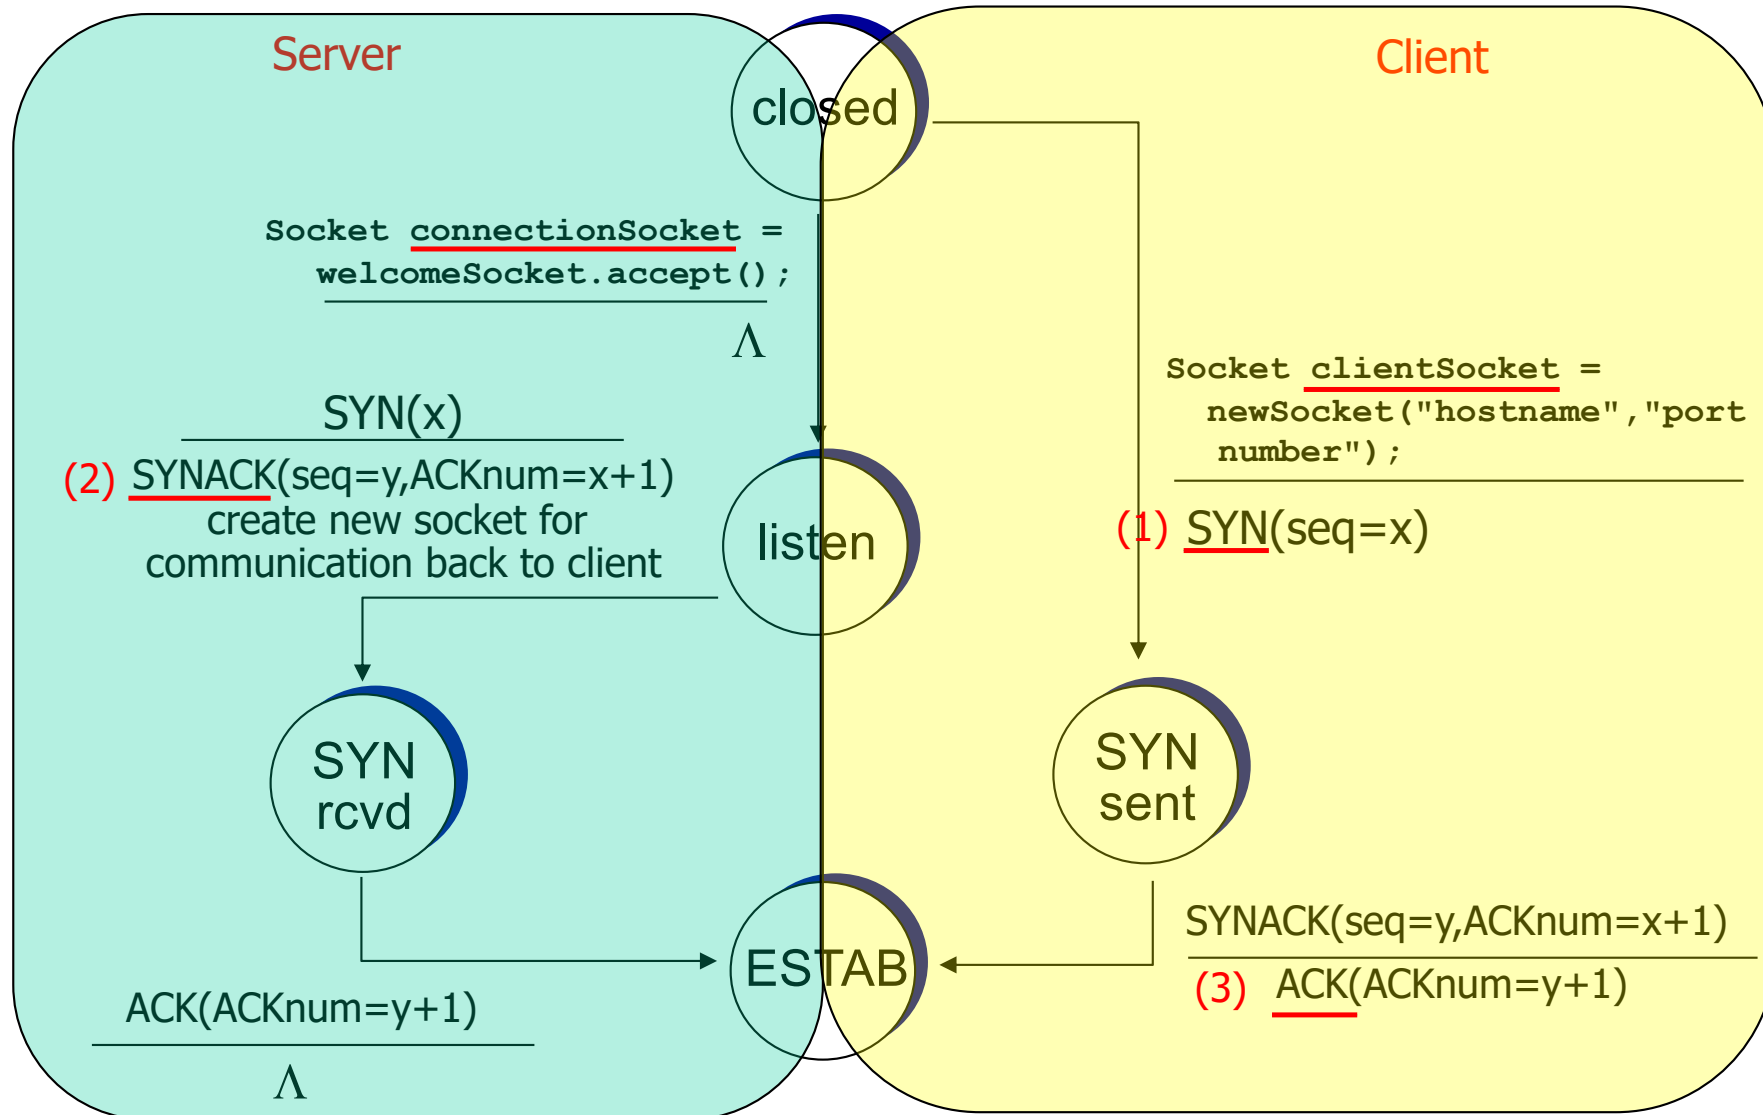 Server
Client
closed
Socket connectionSocket =
welcomeSocket.accept();
Λ
Socket clientSocket =
newSocket("hostname","port
number");
SYN(x)
(2) SYNACK(seq=y,ACKnum=x+1)
create new socket for
communication back to client
(1) SYN(seq=x)
listen
SYN
rcvd
SYN
sent
SYNACK(seq=y,ACKnum=x+1)
(3) ACK(ACKnum=y+1)
ESTAB
ACK(ACKnum=y+1)
Λ